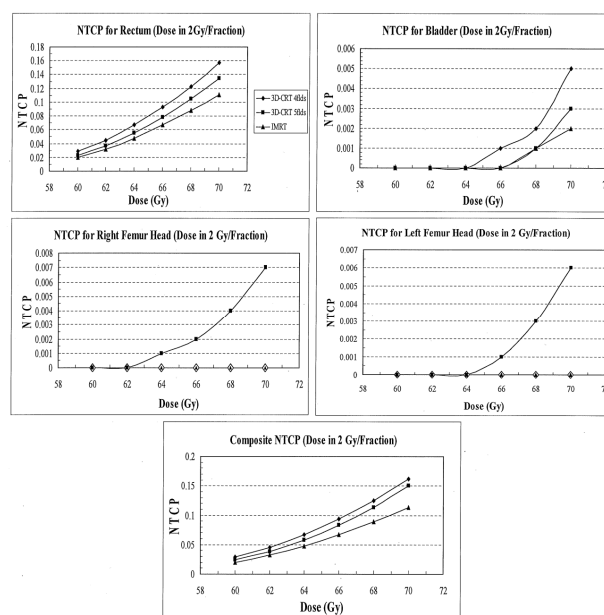 NTCP for Rectum (Dose in 2Gy/Fraction)
NTCP
0.18
0.16
0.14
0.12
0.1
0.08
0.06
0.04
0.02
0
58 60 62 64 66 68 70 72
Dose (Gy)
3D-CRT 4flds
3D-CRT 5flds
IMRT
NTCP for Bladder (Dose in 2Gy/Fraction)
NTCP
0.006
0.005
0.004
0.003
0.002
0.001
0
58 60 62 64 66 68 70 72
Dose (Gy)
NTCP for Right Femur Head (Dose in 2 Gy/Fraction)
NTCP
0.008
0.007
0.006
0.005
0.004
0.003
0.002
0.001
0
58 60 62 64 66 68 70 72
Dose (Gy)
NTCP for Left Femur Head (Dose in 2 Gy/Fraction)
NTCP
0.007
0.006
0.005
0.004
0.003
0.002
0.001
0
58 60 62 64 66 68 70 72
Dose (Gy)
Composite NTCP (Dose in 2 Gy/Fraction)
NTCP
0.2
0.15
0.1
0.05
0
58 60 62 64 66 68 70 72
Dose (Gy)